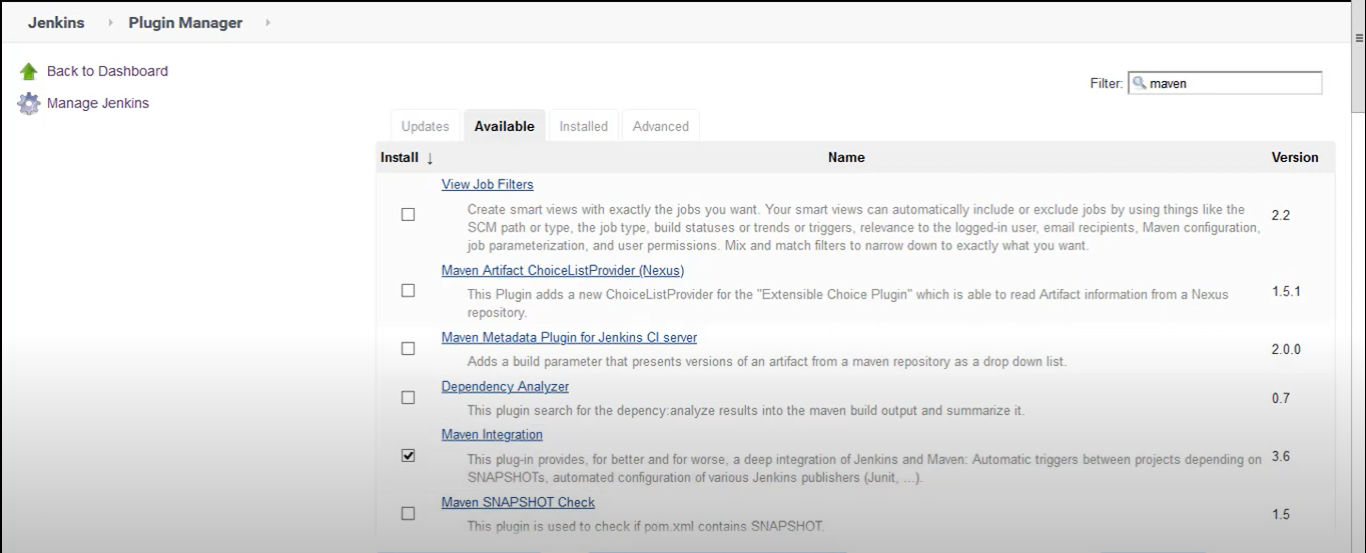 Jenkins Plugin Manager
Back to Dashboard
Manage Jenkins
Filter: maven
Updates Available Installed Advanced
Install ↓ Name Version
View Job Filters
Create smart views with exactly the jobs you want. Your smart views can automatically include or exclude jobs by using things like the
SCM path or type, the job type, build statuses or trends or triggers, relevance to the logged-in user, email recipients, Maven configuration,
job parameterization, and user permissions. Mix and match filters to narrow down to exactly what you want.
2.2
Maven Artifact ChoiceListProvider (Nexus)
This Plugin adds a new ChoiceListProvider for the "Extensible Choice Plugin" which is able to read Artifact information from a Nexus
repository.
1.5.1
Maven Metadata Plugin for Jenkins CI server
Adds a build parameter that presents versions of an artifact from a maven repository as a drop down list.
2.0.0
Dependency Analyzer
This plugin search for the depency:analyze results into the maven build output and summarize it.
0.7
Maven Integration
This plug-in provides, for better and for worse, a deep integration of Jenkins and Maven: Automatic triggers between projects depending on
SNAPSHOTs, automated configuration of various Jenkins publishers (Junit, ...).
3.6
Maven SNAPSHOT Check
This plugin is used to check if pom.xml contains SNAPSHOT.
1.5